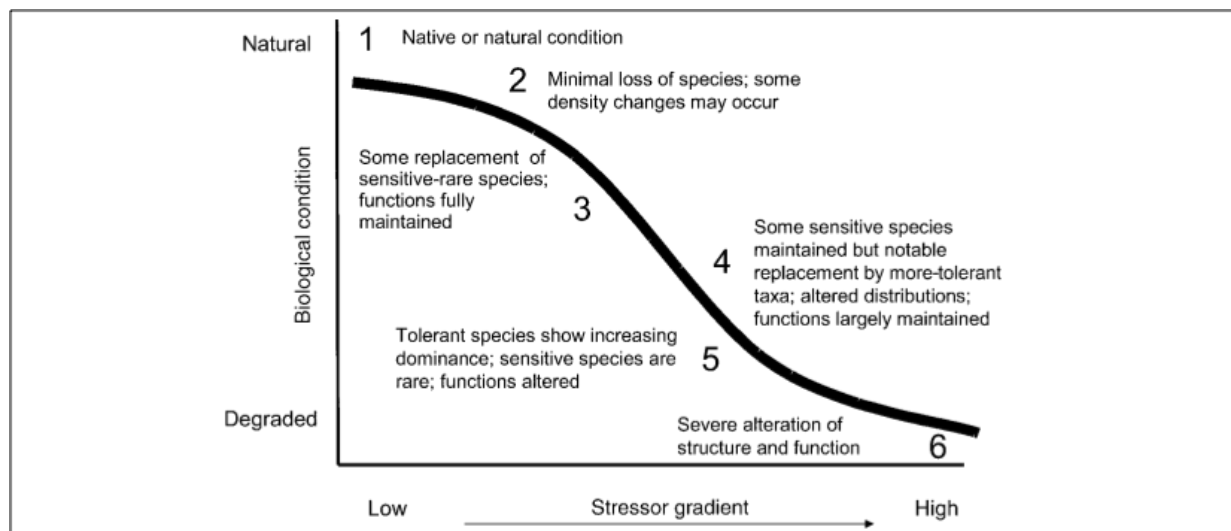 Natural
1
Native or natural condition
2
Minimal loss of species; some
density changes may occur
Biological condition
Some replacement of
sensitive-rare species;
functions fully
maintained
3
4
Some sensitive species
maintained but notable
replacement by more-tolerant
taxa; altered distributions;
functions largely maintained
Tolerant species show increasing
dominance; sensitive species are
rare; functions altered
5
Degraded
Severe alteration of
structure and function
6
Low
Stressor gradient
High